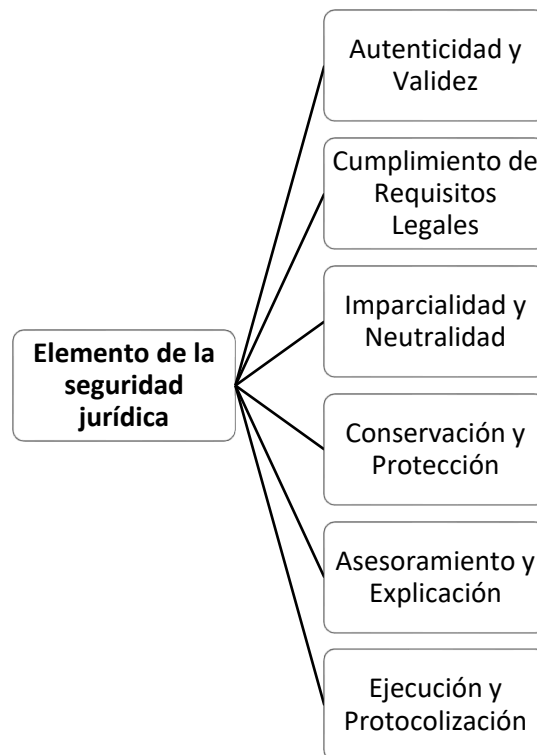 Elemento de la
seguridad
jurídica
Autenticidad y
Validez
Cumplimiento de
Requisitos
Legales
Imparcialidad y
Neutralidad
Conservación y
Protección
Asesoramiento y
Explicación
Ejecución y
Protocolización